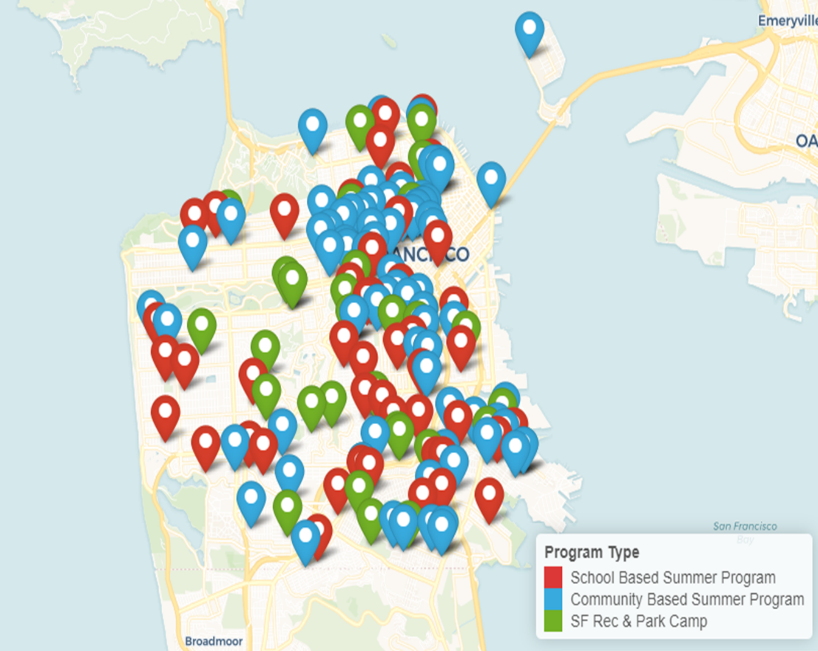 Emeryville
OA
ANCISCO
San Francisco
Bay
Program Type
School Based Summer Program
Community Based Summer Program
SF Rec & Park Camp
Broadmoor